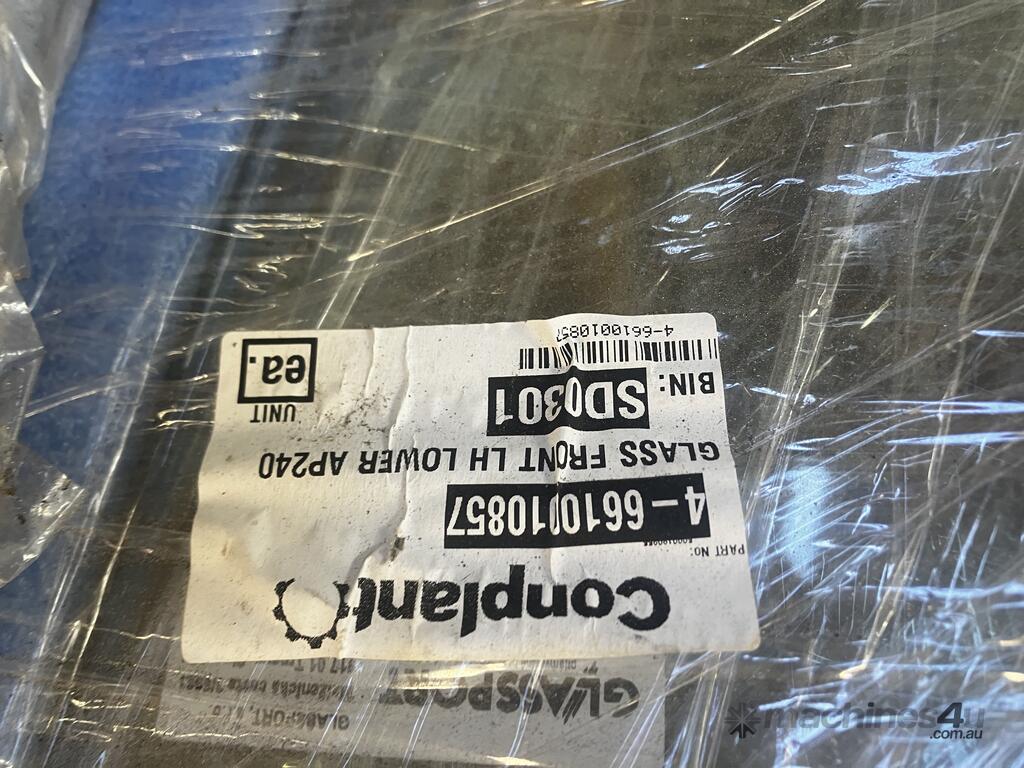 Conplant
PART No:
4-6610010857
GLASS FRONT LH LOWER AP240
BIN: SD0301
UNIT
ea.
4-6610010857
GLASSPORT
GLASSPORT, s.r.o.
machines4u
.com.au